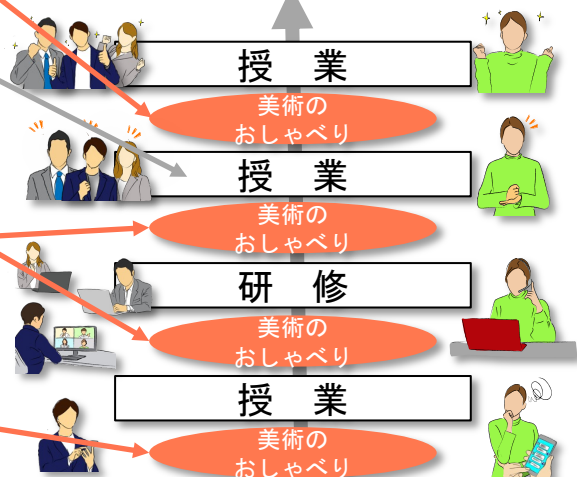 授 業
美術の
おしゃべり
授 業
美術の
おしゃべり
研 修
美術の
おしゃべり
授 業
美術の
おしゃべり